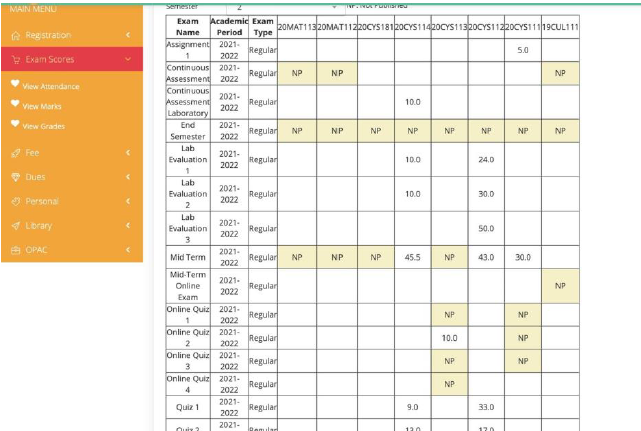 MAIN MENU
Registration
Exam Scores
View Attendance
View Marks
View Grades
Fee
Dues
Personal
Library
OPAC
Semester 2 NP: Not Published
Exam Name Academic Period Exam Type 20MAT113 20MAT112 20CYS181 20CYS114 20CYS113 20CYS112 20CYS111 19CUL111
Assignment 1 2021-2022 Regular 5.0
Continuous Assessment 2021-2022 Regular NP NP NP
Continuous Assessment Laboratory 2021-2022 Regular 10.0
End Semester 2021-2022 Regular NP NP NP NP NP NP NP NP
Lab Evaluation 1 2021-2022 Regular 10.0 24.0
Lab Evaluation 2 2021-2022 Regular 10.0 30.0
Lab Evaluation 3 2021-2022 Regular 50.0
Mid Term 2021-2022 Regular NP NP NP 45.5 NP 43.0 30.0
Mid-Term Online Exam 2021-2022 Regular NP
Online Quiz 1 2021-2022 Regular NP NP
Online Quiz 2 2021-2022 Regular 10.0 NP
Online Quiz 3 2021-2022 Regular NP NP
Online Quiz 4 2021-2022 Regular NP
Quiz 1 2021-2022 Regular 9.0 33.0
Quiz 2 2021- Regular 13.0 17.0